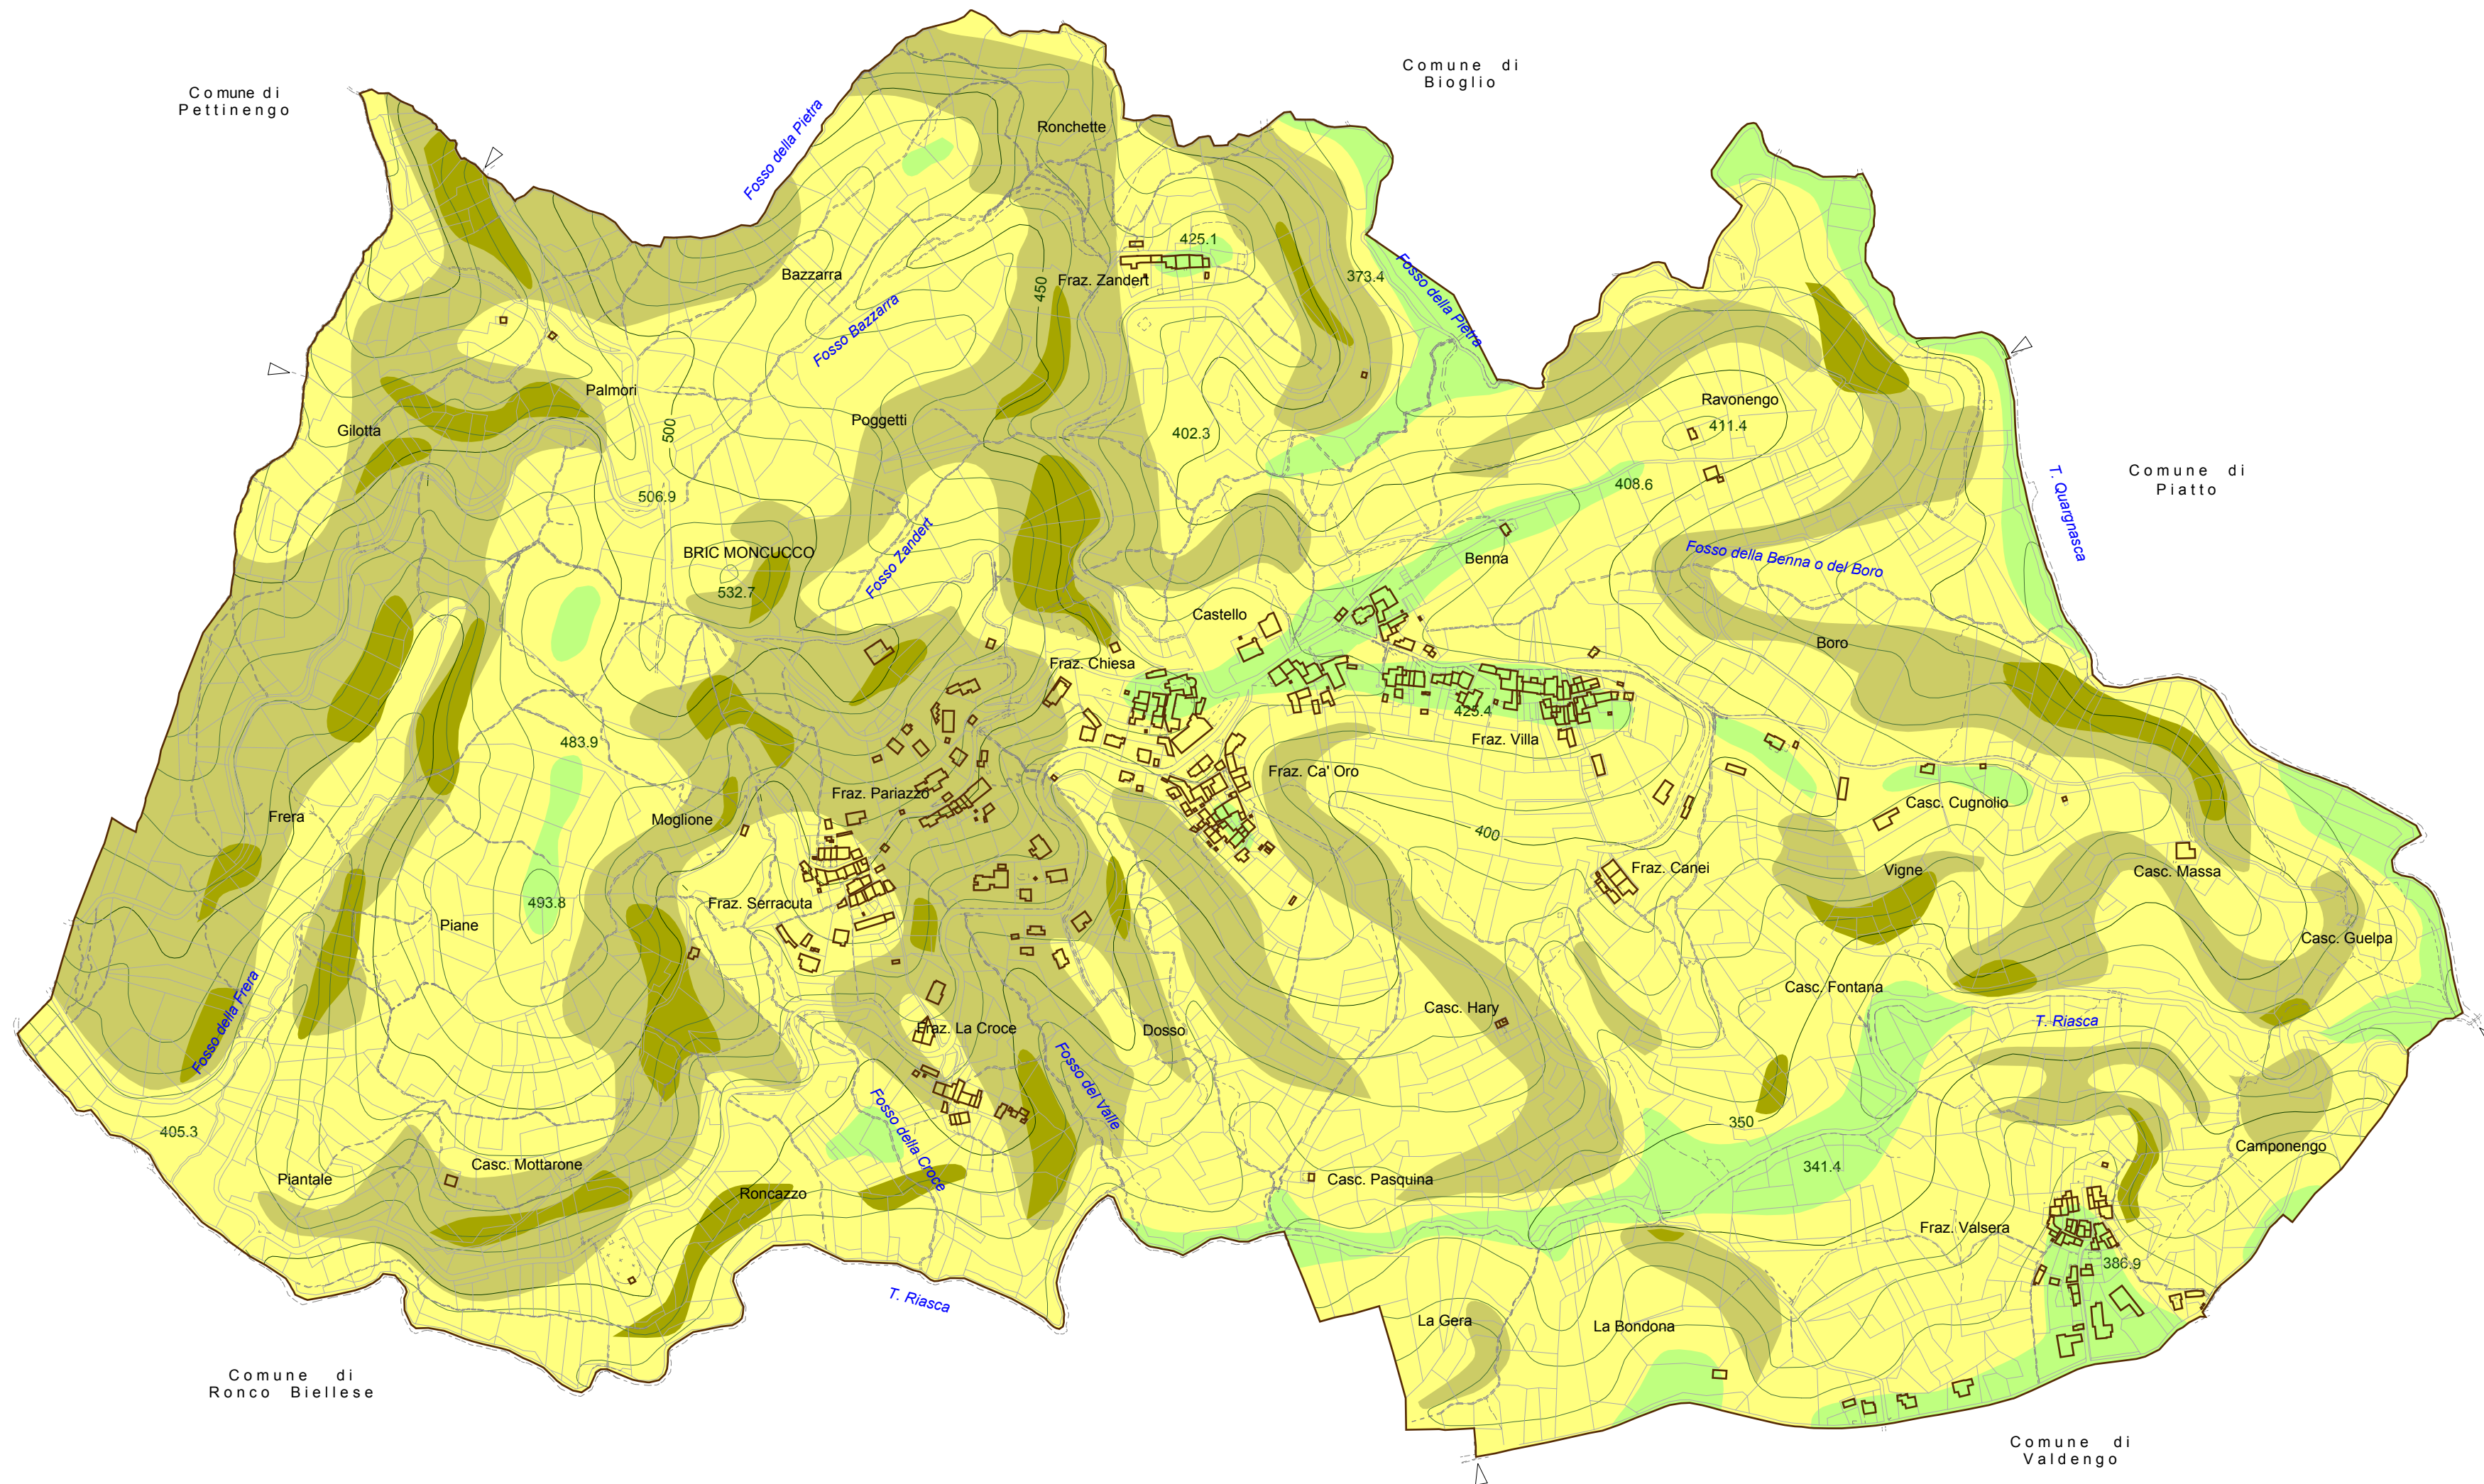 Comune di
Bioglio
Comune di
Pettinengo
Fosso della Pietra
Ronchette
425.1
Bazzarra
Fraz. Zandert
450
373.4
Fosso della Pietra
Fosso Bazzarra
Palmori
Ravonengo
Gilotta
500
Poggetti
402.3
411.4
Comune di
Piatto
408.6
506.9
T. Quargnasca
BRIC MONCUCCO
532.7
Fosso Zandert
Benna
Fosso della Benna o del Boro
Castello
Boro
Fraz. Chiesa
425.4
483.9
Fraz. Villa
Fraz. Ca' Oro
Fraz. Pariazzo
Casc. Cugnolio
Frera
Moglione
400
Fraz. Canei
Vigne
Casc. Massa
493.8
Fraz. Serracuta
Piane
Casc. Guelpa
Casc. Fontana
Casc. Hary
Fosso della Frera
Fraz. La Croce
Dosso
T. Riasca
Fosso del Valle
350
405.3
Fosso della Croce
Camponengo
Casc. Mottarone
341.4
Piantale
Casc. Pasquina
Roncazzo
Fraz. Valsera
386.9
T. Riasca
La Gera
La Bondona
Comune di
Ronco Biellese
Comune di
Valdengo